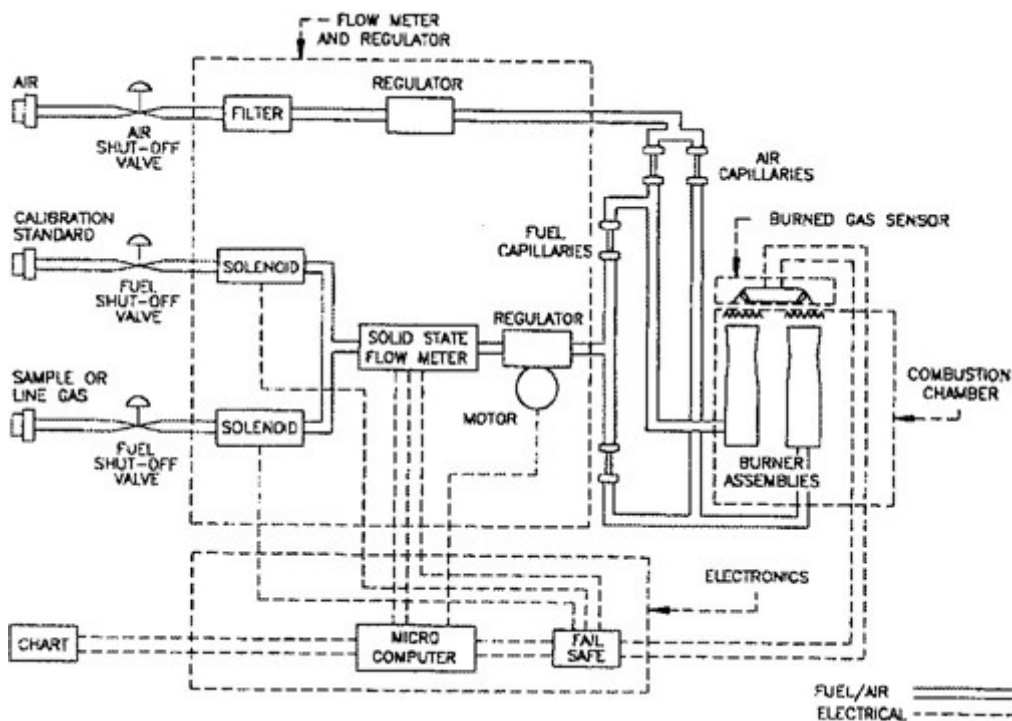 FLOW METER
AND REGULATOR
AIR
REGULATOR
FILTER
AIR
SHUT-OFF
VALVE
AIR
CAPILLARIES
CALIBRATION
STANDARD
BURNED GAS SENSOR
FUEL
CAPILLARIES
SOLENOID
FUEL
SHUT-OFF
VALVE
REGULATOR
SOLID STATE
FLOW METER
SAMPLE OR
LINE GAS
COMBUSTION
CHAMBER
SOLENOID
MOTOR
FUEL
SHUT-OFF
VALVE
BURNER
ASSEMBLIES
ELECTRONICS
CHART
MICRO
COMPUTER
FAIL
SAFE
FUEL/AIR
ELECTRICAL